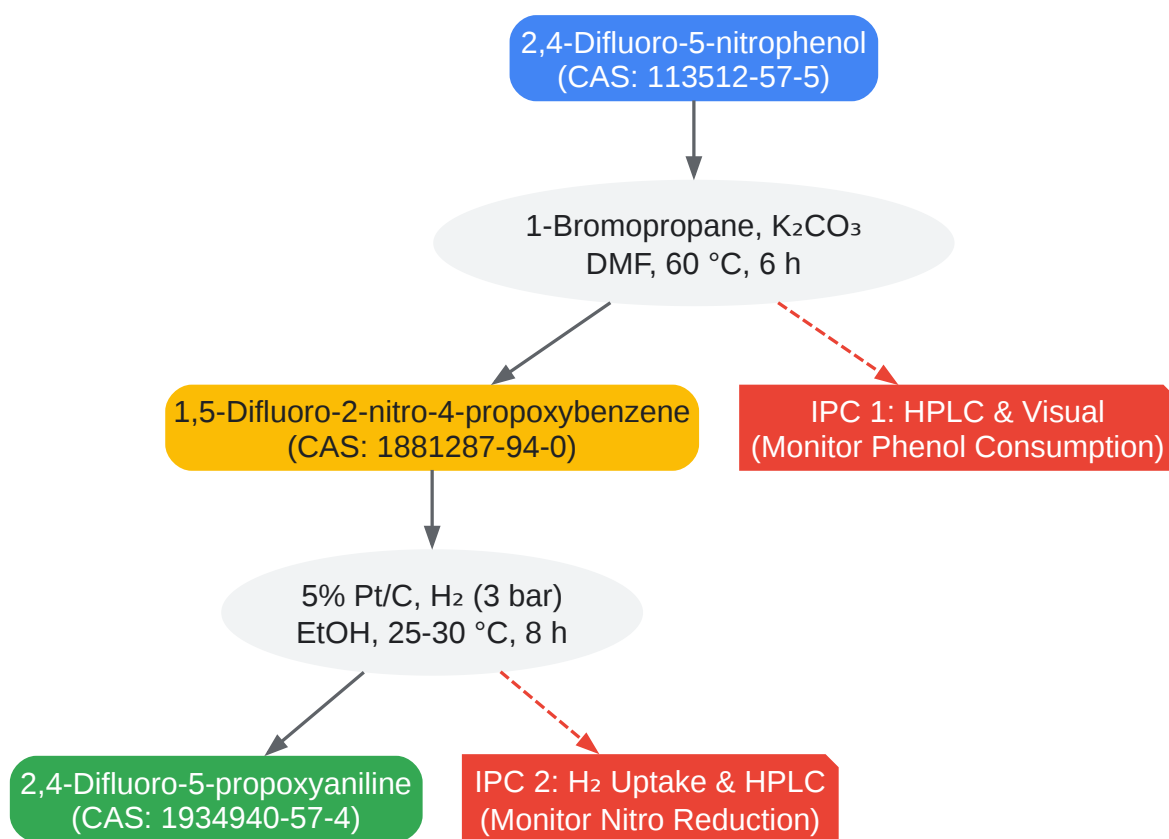 2,4-Difluoro-5-nitrophenol
(CAS: 113512-57-5)
1-Bromopropane, K₂CO₃
DMF, 60 °C, 6 h
1,5-Difluoro-2-nitro-4-propoxybenzene
(CAS: 1881287-94-0)
IPC 1: HPLC & Visual
(Monitor Phenol Consumption)
5% Pt/C, H₂ (3 bar)
EtOH, 25-30 °C, 8 h
2,4-Difluoro-5-propoxyaniline
(CAS: 1934940-57-4)
IPC 2: H₂ Uptake & HPLC
(Monitor Nitro Reduction)